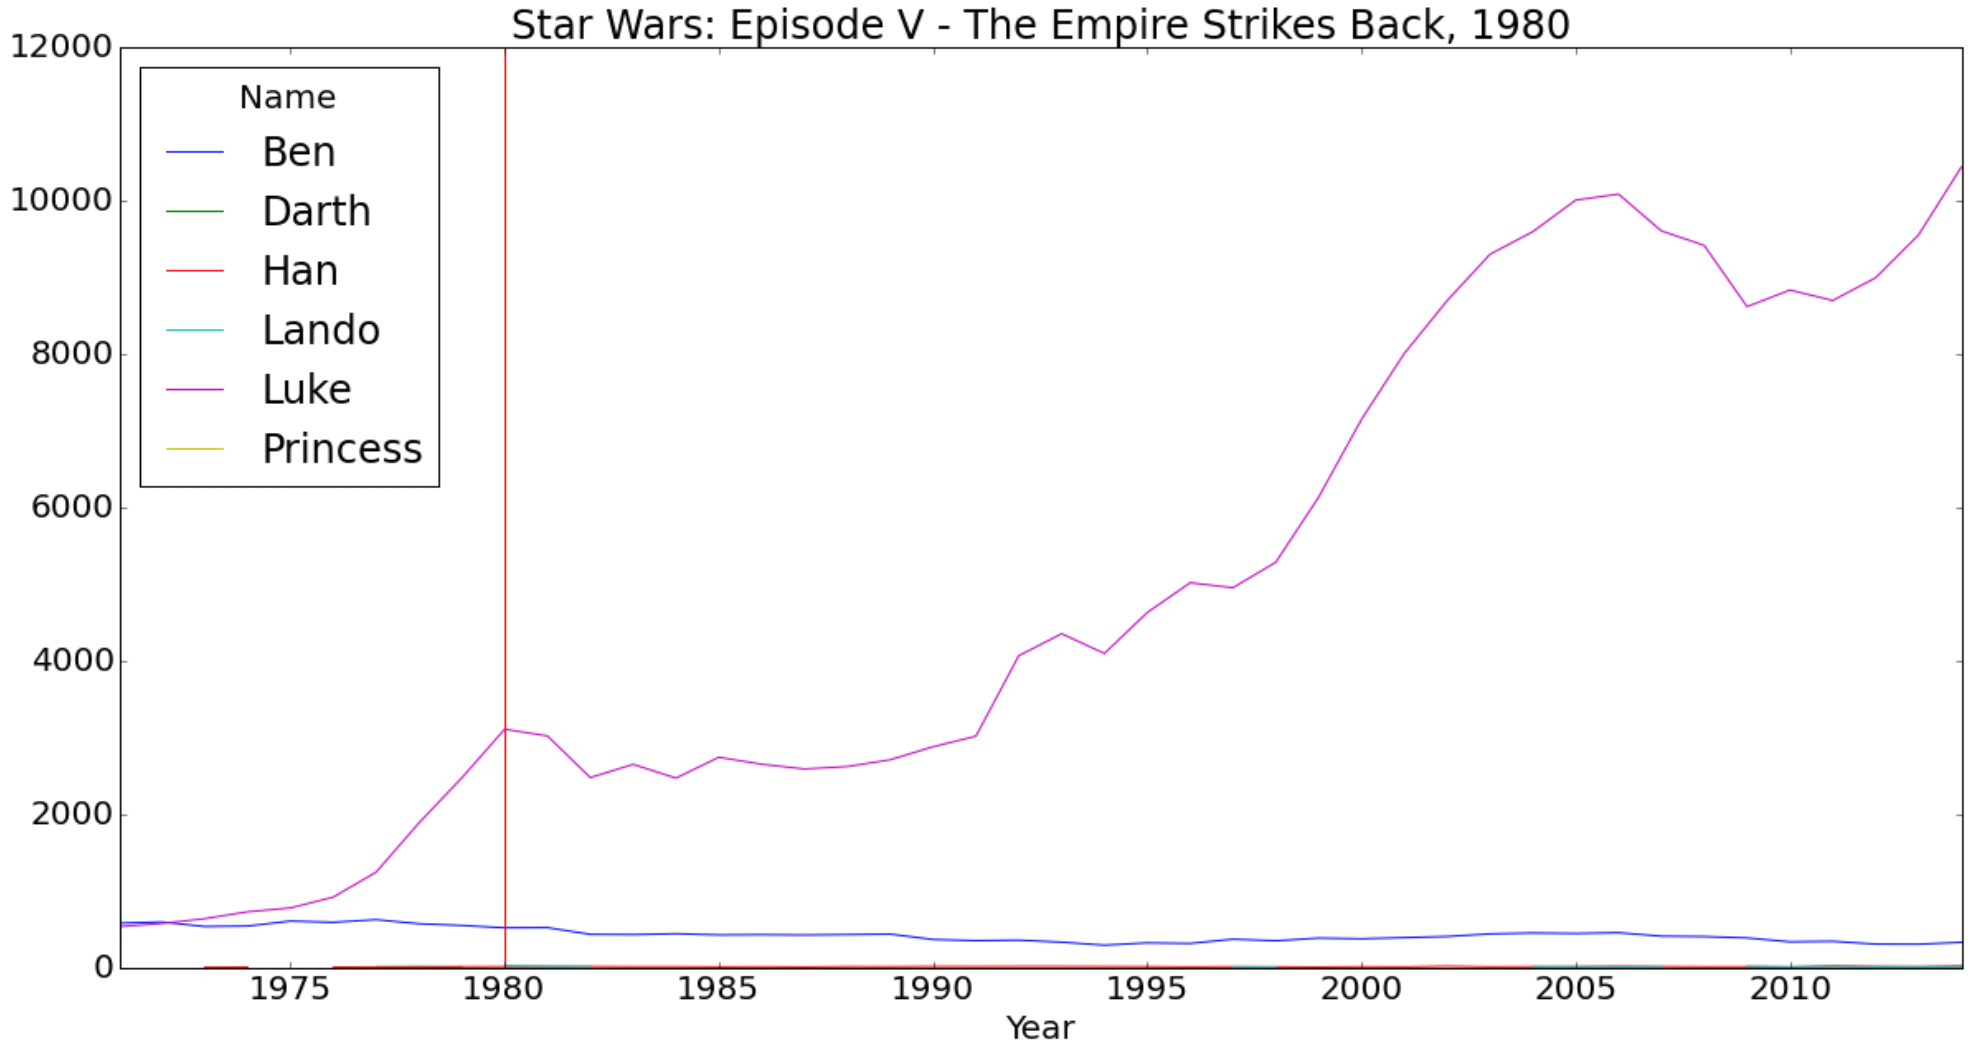 Star Wars: Episode V - The Empire Strikes Back, 1980
12000
10000
8000
6000
4000
2000
0
Name
Ben
Darth
Han
Lando
Luke
Princess
1975 1980 1985 1990 1995 2000 2005 2010
Year